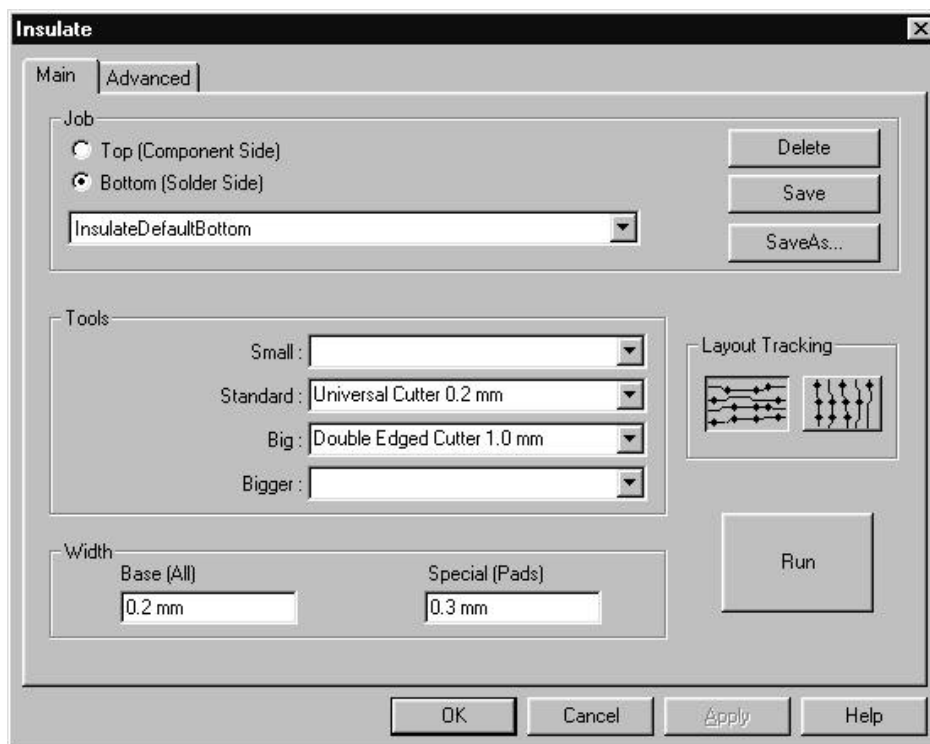 Insulate
Main
Advanced
Job
Top (Component Side)
Bottom (Solder Side)
InsulateDefaultBottom
Delete
Save
SaveAs...
Tools
Small :
Standard : Universal Cutter 0.2 mm
Big : Double Edged Cutter 1.0 mm
Bigger :
Layout Tracking
Width
Base (All)
0.2 mm
Special (Pads)
0.3 mm
Run
OK
Cancel
Apply
Help